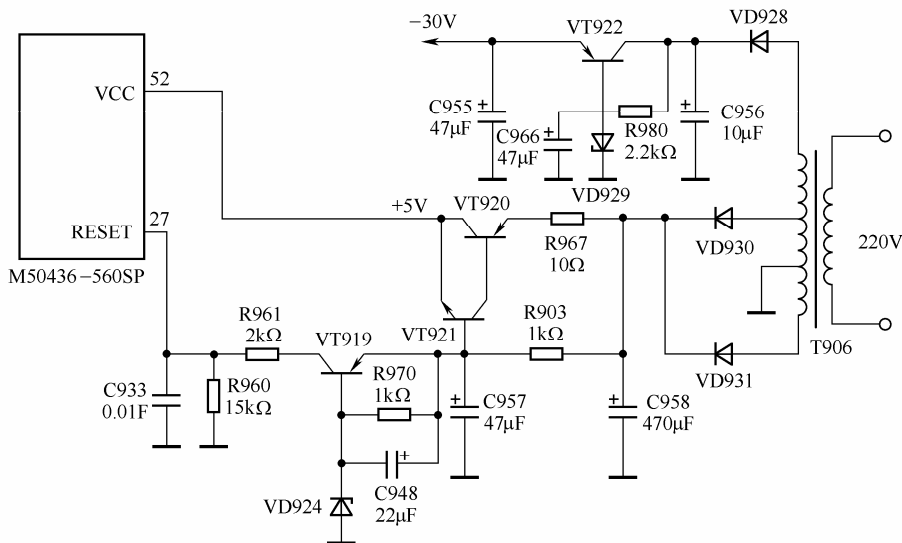 −30V
VT922
VD928
52
VCC
C955
47μF
C966
47μF
R980
2.2kΩ
C956
10μF
VD929
+5V
VT920
27
RESET
R967
10Ω
VD930
220V
M50436−560SP
R961
2kΩ
VT919
VT921
R903
1kΩ
T906
VD931
R970
1kΩ
C933
0.01F
R960
15kΩ
C957
47μF
C958
470μF
VD924
C948
22μF